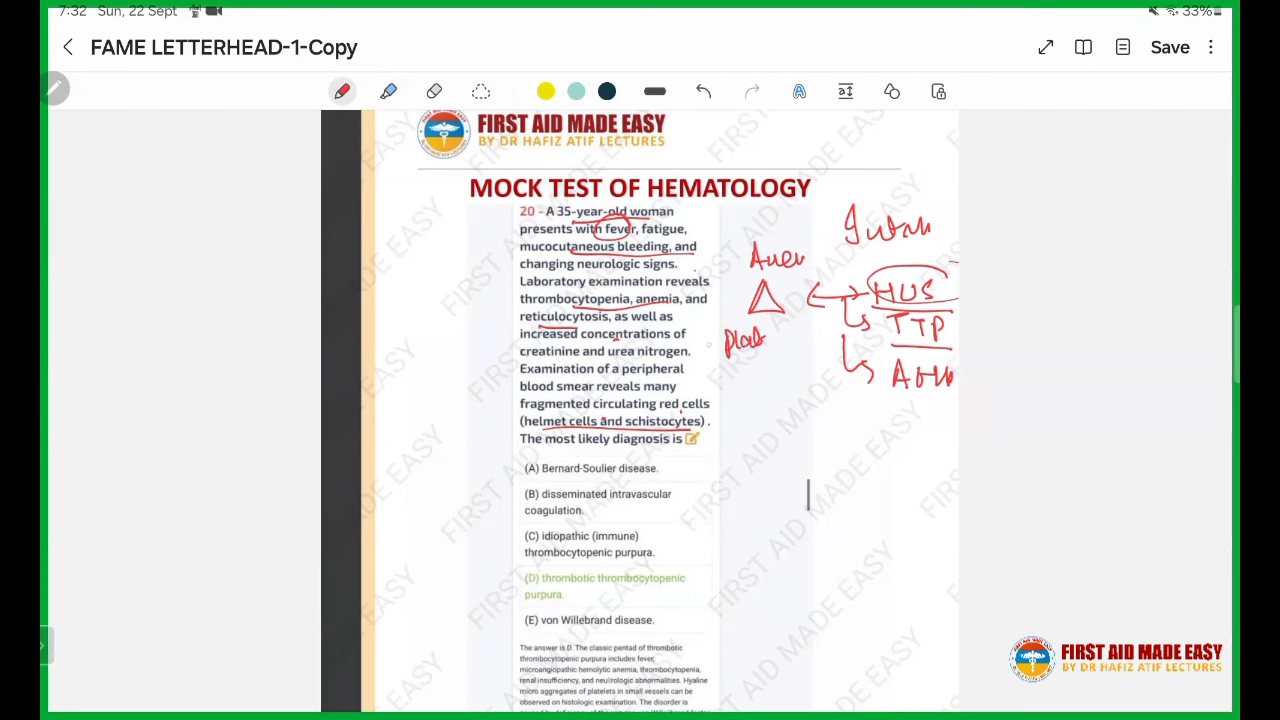 7:32 Sun, 22 Sept
33%
FAME LETTERHEAD-1-Copy
Save
FIRST AID MADE EASY
BY DR HAFIZ ATIF LECTURES
MOCK TEST OF HEMATOLOGY
20 - A 35-year-old woman
presents with fever, fatigue,
mucocutaneous bleeding, and
changing neurologic signs.
Laboratory examination reveals
thrombocytopenia, anemia, and
reticulocytosis, as well as
increased concentrations of
creatinine and urea nitrogen.
Examination of a peripheral
blood smear reveals many
fragmented circulating red cells
(helmet cells and schistocytes) .
The most likely diagnosis is
(A) Bernard-Soulier disease.
(B) disseminated intravascular
coagulation.
(C) idiopathic (immune)
thrombocytopenic purpura.
(D) thrombotic thrombocytopenic
purpura.
(E) von Willebrand disease.
The answer is D. The classic pentad of thrombotic
thrombocytopenic purpura includes fever,
microangiopathic hemolytic anemia, thrombocytopenia,
renal insufficiency, and neurologic abnormalities. Hyaline
micro aggregates of platelets in small vessels can be
observed on histologic examination. The disorder is
HUS
TTP
Plat
FIRST AID MADE EASY
BY DR HAFIZ ATIF LECTURES